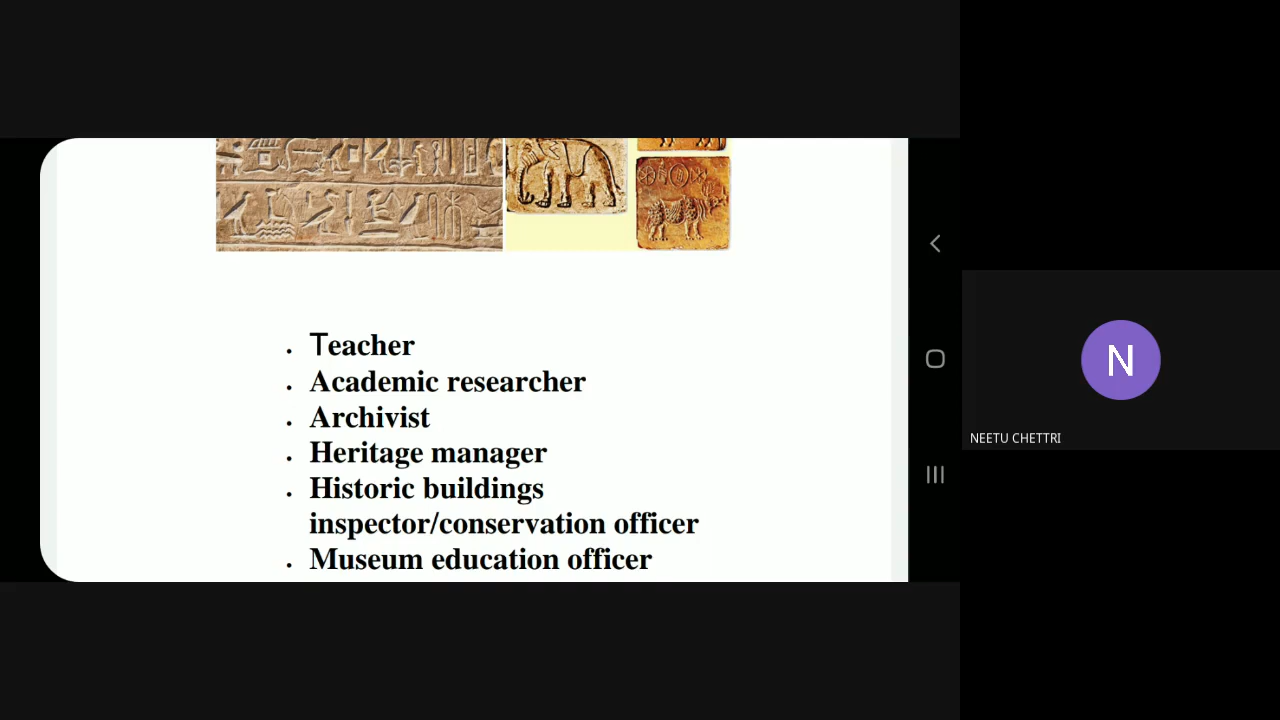 Teacher
Academic researcher
Archivist
Heritage manager
Historic buildings
inspector/conservation officer
Museum education officer
N
NEETU CHETTRI